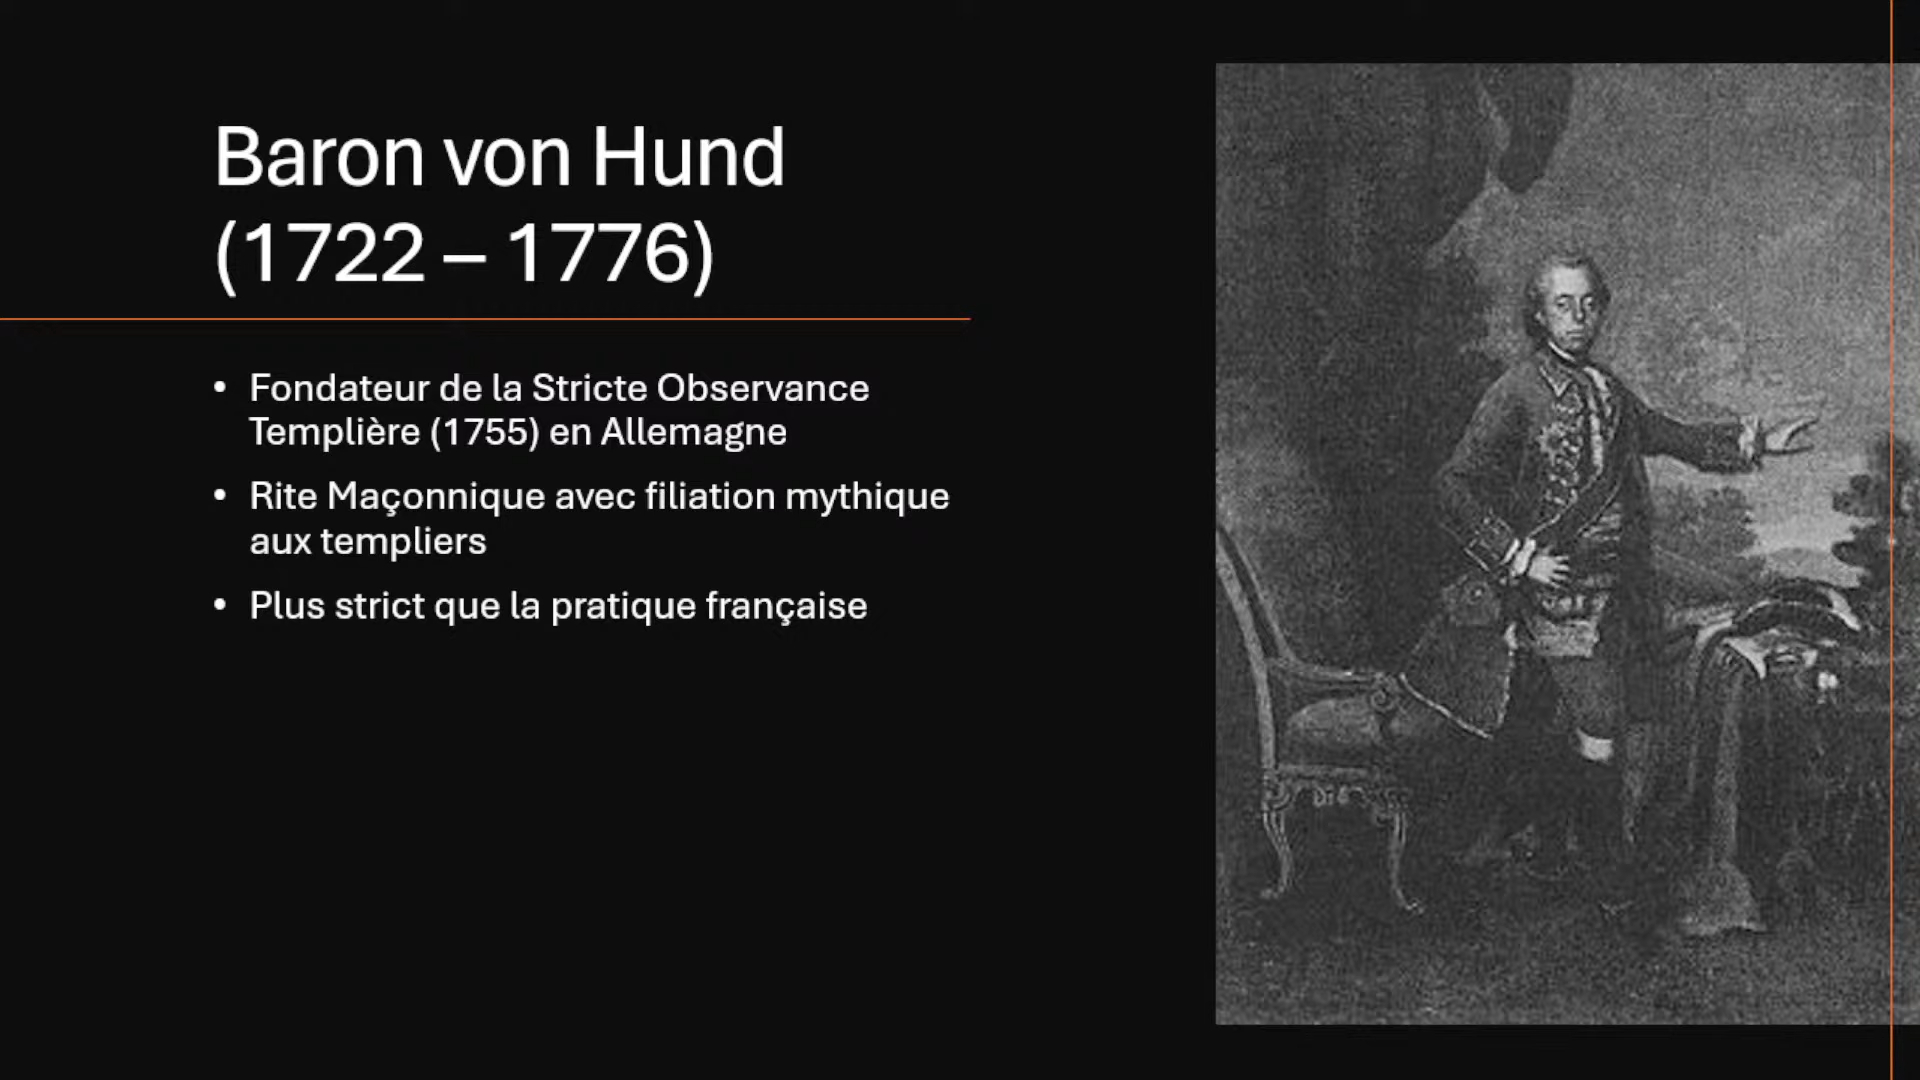 Baron von Hund
(1722 – 1776)
• Fondateur de la Stricte Observance
Templière (1755) en Allemagne
• Rite Maçonnique avec filiation mythique
aux templiers
• Plus strict que la pratique française